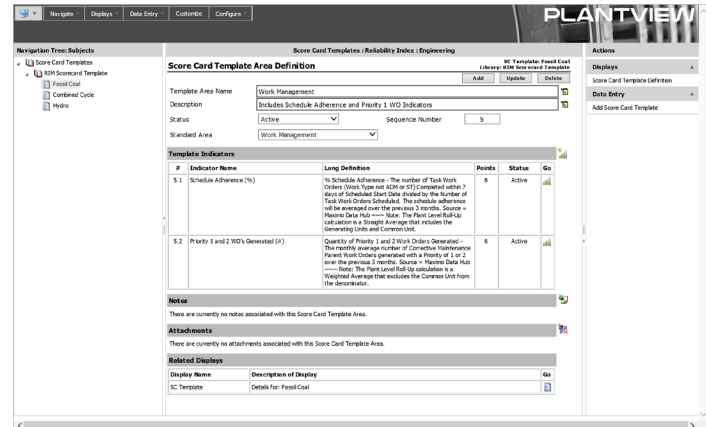 PLANTVIEW
Navigate Displays Data Entry Customize Configure
Navigation Tree: Subjects
Score Card Templates : Reliability Index : Engineering
Actions
Score Card Templates
RIM Scorecard Template
Fossil Coal
Combined Cycle
Hydro
Score Card Template Area Definition
SC Template: Fossil Coal
Library: RIM Scorecard Template
Add Update Delete
Template Area Name Work Management
Description Includes Schedule Adherence and Priority 1 WO Indicators
Status Active Sequence Number 5
Standard Area Work Management
Template Indicators
# Indicator Name Long Definition Points Status Go
5.1 Schedule Adherence (%) % Schedule Adherence - The number of Task Work 6 Active
Orders (Work Type not ADM or ST) Completed within 7
days of Scheduled Start Date divided by the Number of
Task Work Orders Scheduled. The schedule adherence
will be averaged over the previous 3 months. Source =
Maximo Data Hub ~~~ Note: The Plant Level Roll-Up
calculation is a Straight Average that includes the
Generating Units and Common Unit.
5.2 Priority 1 and 2 WO's Generated (#) Quantity of Priority 1 and 2 Work Orders Generated - 6 Active
The monthly average number of Corrective Maintenance
Parent Work Orders generated with a Priority of 1 or 2
over the previous 3 months. Source = Maximo Data Hub
~~~ Note: The Plant Level Roll-Up calculation is a
Weighted Average that excludes the Common Unit from
the denominator.
Notes
There are currently no notes associated with this Score Card Template Area.
Attachments
There are currently no attachments associated with this Score Card Template Area.
Related Displays
Display Name Description of Display Go
SC Template Details for: Fossil Coal
Displays
Score Card Template Definition
Data Entry
Add Score Card Template